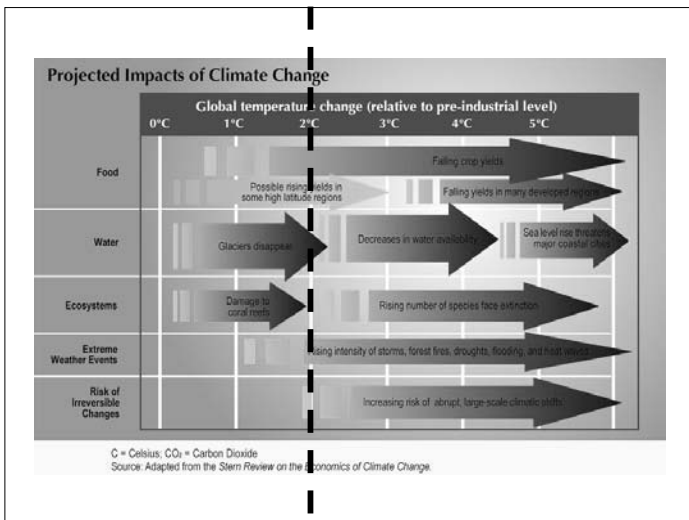 Projected Impacts of Climate Change
Global temperature change (relative to pre-industrial level)
0°C 1°C 2°C 3°C 4°C 5°C
Food
Falling crop yields
Possible rising yields in
some high latitude regions
Falling yields in many developed regions
Water
Glaciers disappear
Decreases in water availability
Sea level rise threatens
major coastal cities
Ecosystems
Damage to
coral reefs
Rising number of species face extinction
Extreme
Weather Events
Rising intensity of storms, forest fires, droughts, flooding, and heat waves
Risk of
Irreversible
Changes
Increasing risk of abrupt, large-scale climatic shifts
C = Celsius; CO₂ = Carbon Dioxide
Source: Adapted from the Stern Review on the Economics of Climate Change.